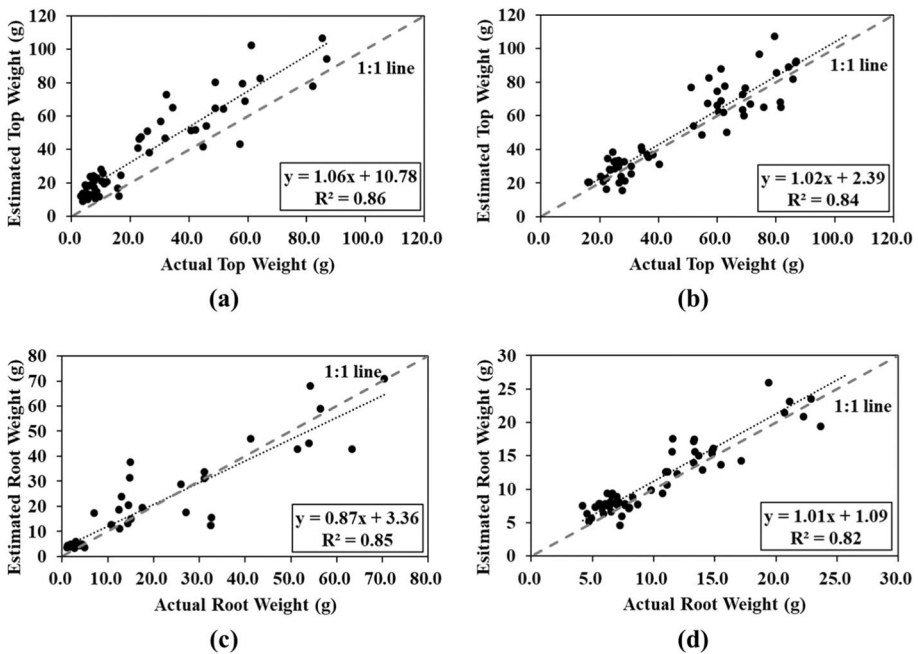 120
100
80
60
40
20
0
Estimated Top Weight (g)
1:1 line
y = 1.06x + 10.78
R² = 0.86
0.0 20.0 40.0 60.0 80.0 100.0 120.0
Actual Top Weight (g)
(a)
120
100
80
60
40
20
0
Estimated Top Weight (g)
1:1 line
y = 1.02x + 2.39
R² = 0.84
0.0 20.0 40.0 60.0 80.0 100.0 120.0
Actual Top Weight (g)
(b)
80
70
60
50
40
30
20
10
0
Estimated Root Weight (g)
1:1 line
y = 0.87x + 3.36
R² = 0.85
0.0 10.0 20.0 30.0 40.0 50.0 60.0 70.0 80.0
Actual Root Weight (g)
(c)
30
25
20
15
10
5
0
Esitmated Root Weight (g)
1:1 line
y = 1.01x + 1.09
R² = 0.82
0.0 5.0 10.0 15.0 20.0 25.0 30.0
Actual Root Weight (g)
(d)